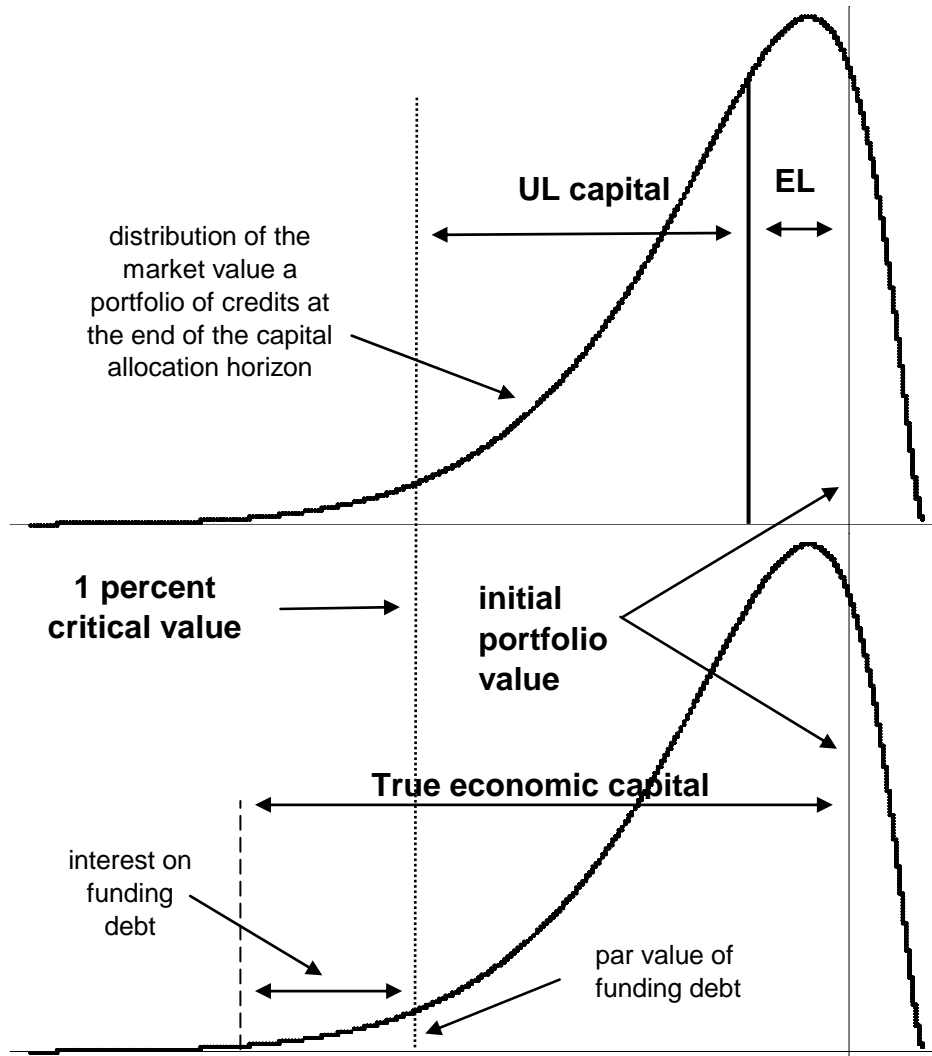 UL capital
EL
distribution of the
market value a
portfolio of credits at
the end of the capital
allocation horizon
1 percent
critical value
initial
portfolio
value
True economic capital
interest on
funding
debt
par value of
funding debt